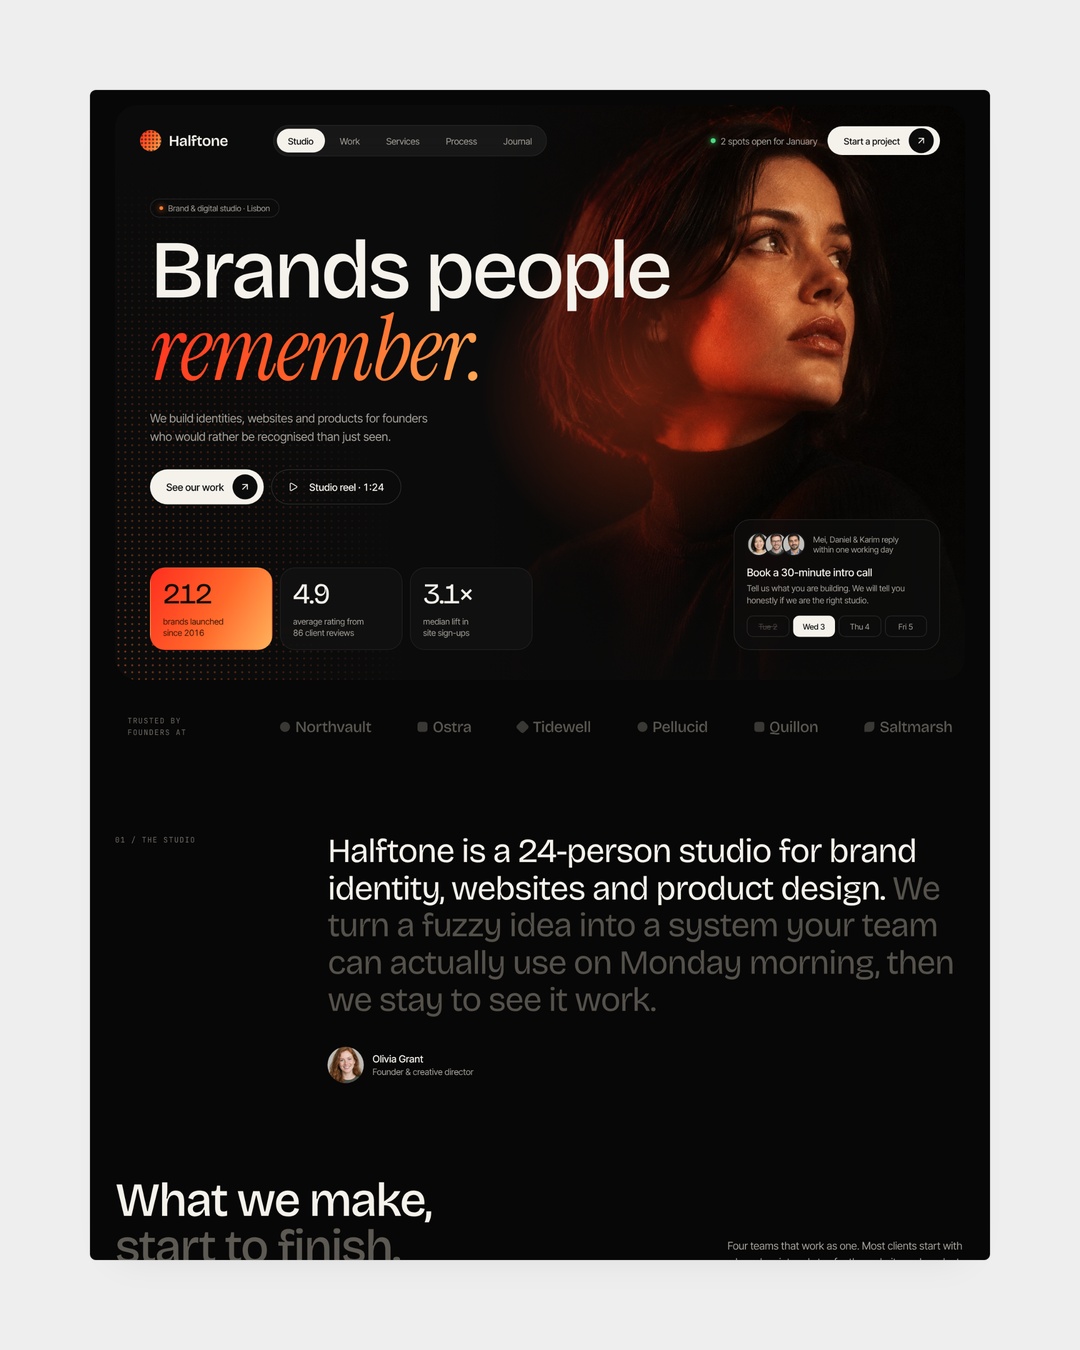 Halftone
Studio
Work
Services
Process
Journal
2 spots open for January
Start a project
Brand & digital studio · Lisbon
Brands people
remember.
We build identities, websites and products for founders
who would rather be recognised than just seen.
See our work
Studio reel · 1:24
212
brands launched
since 2016
4.9
average rating from
86 client reviews
3.1×
median lift in
site sign-ups
Mei, Daniel & Karim reply
within one working day
Book a 30-minute intro call
Tell us what you are building. We will tell you
honestly if we are the right studio.
Tue 2
Wed 3
Thu 4
Fri 5
TRUSTED BY
FOUNDERS AT
Northvault
Ostra
Tidewell
Pellucid
Quillon
Saltmarsh
01 / THE STUDIO
Halftone is a 24-person studio for brand
identity, websites and product design. We
turn a fuzzy idea into a system your team
can actually use on Monday morning, then
we stay to see it work.
Olivia Grant
Founder & creative director
What we make,
start to finish.
Four teams that work as one. Most clients start with